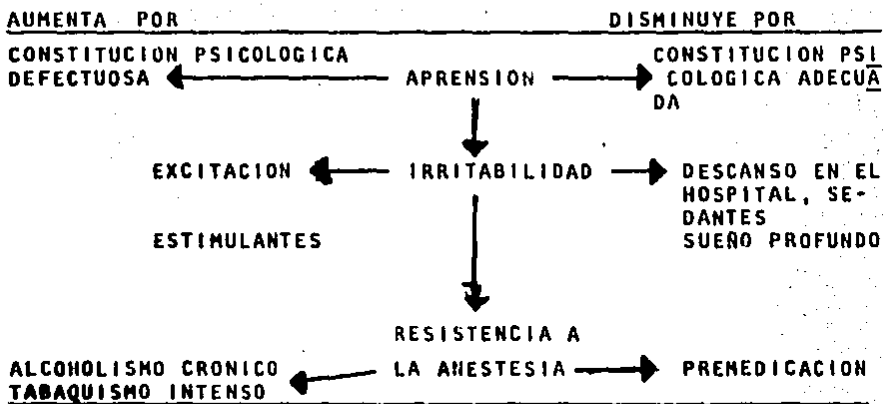 AUMENTA POR DISMINUYE POR
CONSTITUCION PSICOLOGICA CONSTITUCION PSI
DEFECTUOSA APRENSION COLOGICA ADECUA
DA
EXCITACION IRRITABILIDAD DESCANSO EN EL
HOSPITAL, SE-
DANTES
ESTIMULANTES SUEÑO PROFUNDO
RESISTENCIA A
ALCOHOLISMO CRONICO LA ANESTESIA PREMEDICACION
TABAQUISMO INTENSO